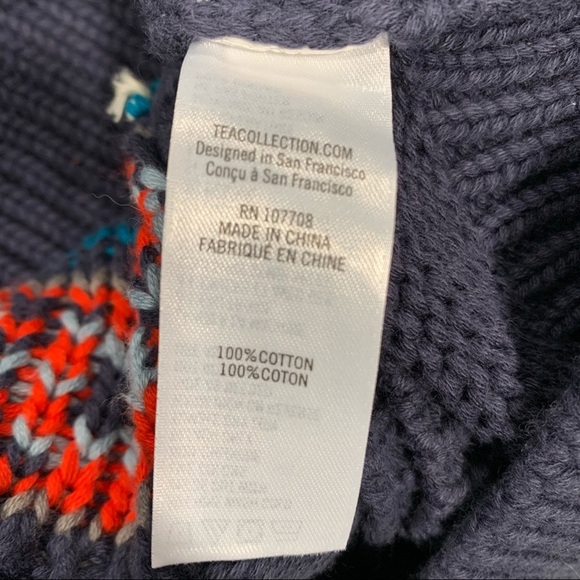 TEACOLLECTION.COM
Designed in San Francisco
Conçu à San Francisco
RN 107708
MADE IN CHINA
FABRIQUÉ EN CHINE
100%COTTON
100%COTON